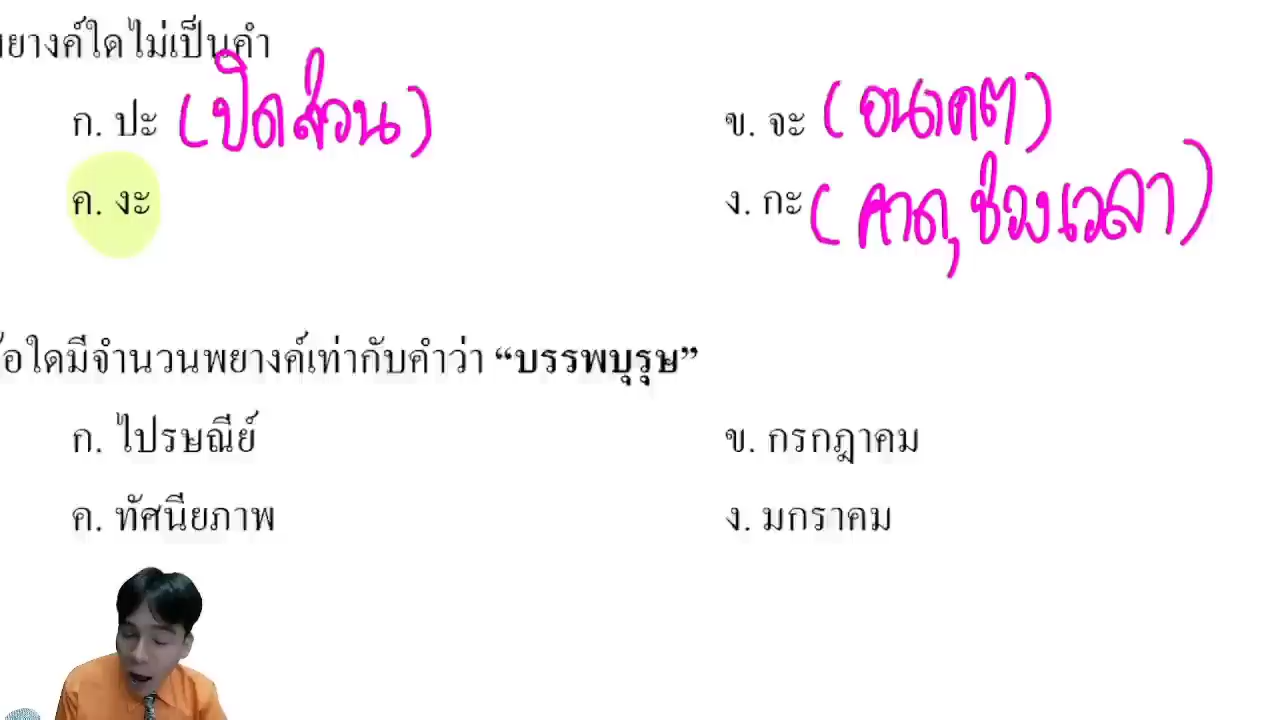 พยางค์ใดไม่เป็นคำ
ก. ปะ (ปิดส่วน) ข. จะ (อนาคต)
ค. งะ ง. กะ (คาด, ช่วงเวลา)
ข้อใดมีจำนวนพยางค์เท่ากับคำว่า “บรรพบุรุษ”
ก. ไปรษณีย์ ข. กรกฎาคม
ค. ทัศนียภาพ ง. มกราคม